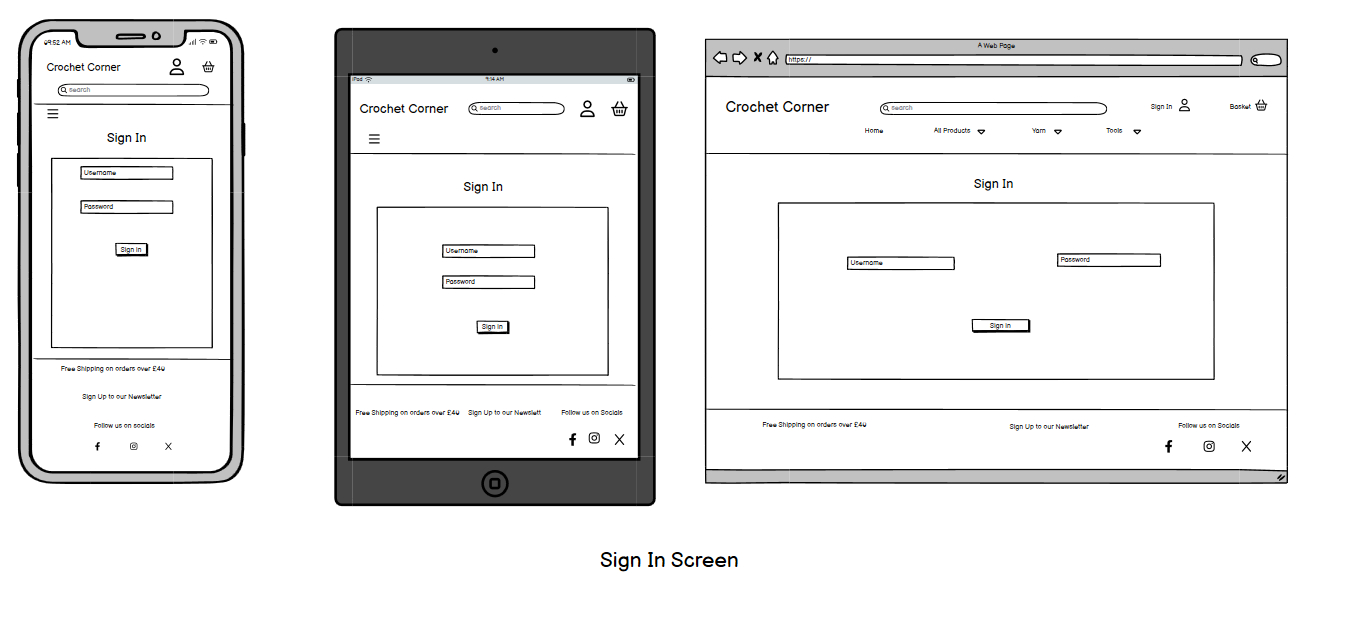 09:52 AM
Crochet Corner
search
Sign In
Username
Password
Sign in
Free Shipping on orders over £40
Sign Up to our Newsletter
Follow us on socials
iPad
9:14 AM
Crochet Corner
search
Sign In
Username
Password
Sign in
Free Shipping on orders over £40
Sign Up to our Newslett
Follow us on Socials
A Web Page
https://
Crochet Corner
search
Sign In
Basket
Home
All Products
Yarn
Tools
Sign In
Username
Password
Sign in
Free Shipping on orders over £40
Sign Up to our Newsletter
Follow us on Socials
Sign In Screen